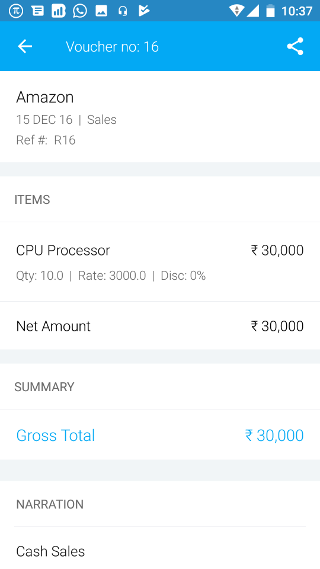 10:37
Voucher no: 16
Amazon
15 DEC 16 | Sales
Ref #: R16
ITEMS
CPU Processor ₹ 30,000
Qty: 10.0 | Rate: 3000.0 | Disc: 0%
Net Amount ₹ 30,000
SUMMARY
Gross Total ₹ 30,000
NARRATION
Cash Sales